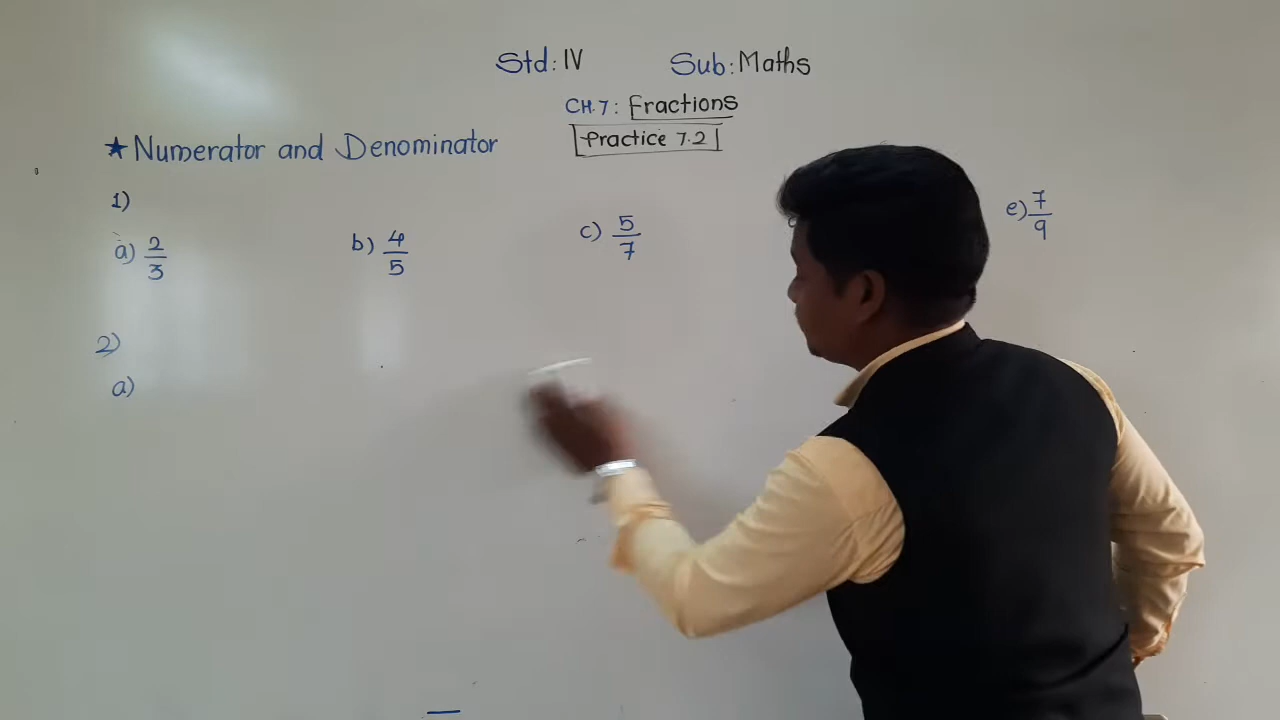 Std: IV Sub: Maths
CH.7: Fractions
Practice 7.2
★ Numerator and Denominator
1)
a) 2/3 b) 4/5 c) 5/7 e) 7/9
2)
a)